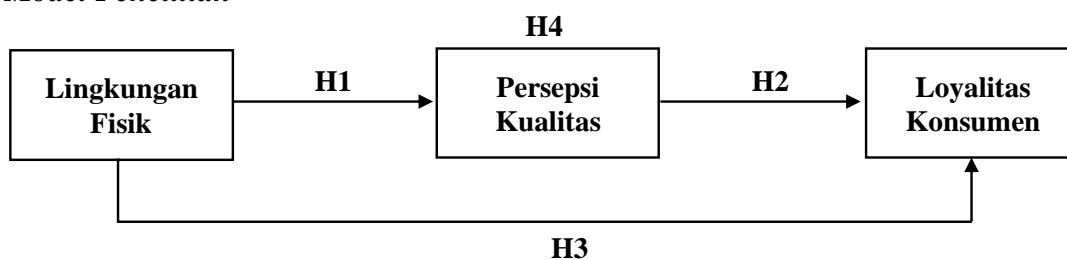 H4
Lingkungan
Fisik
H1
Persepsi
Kualitas
H2
Loyalitas
Konsumen
H3